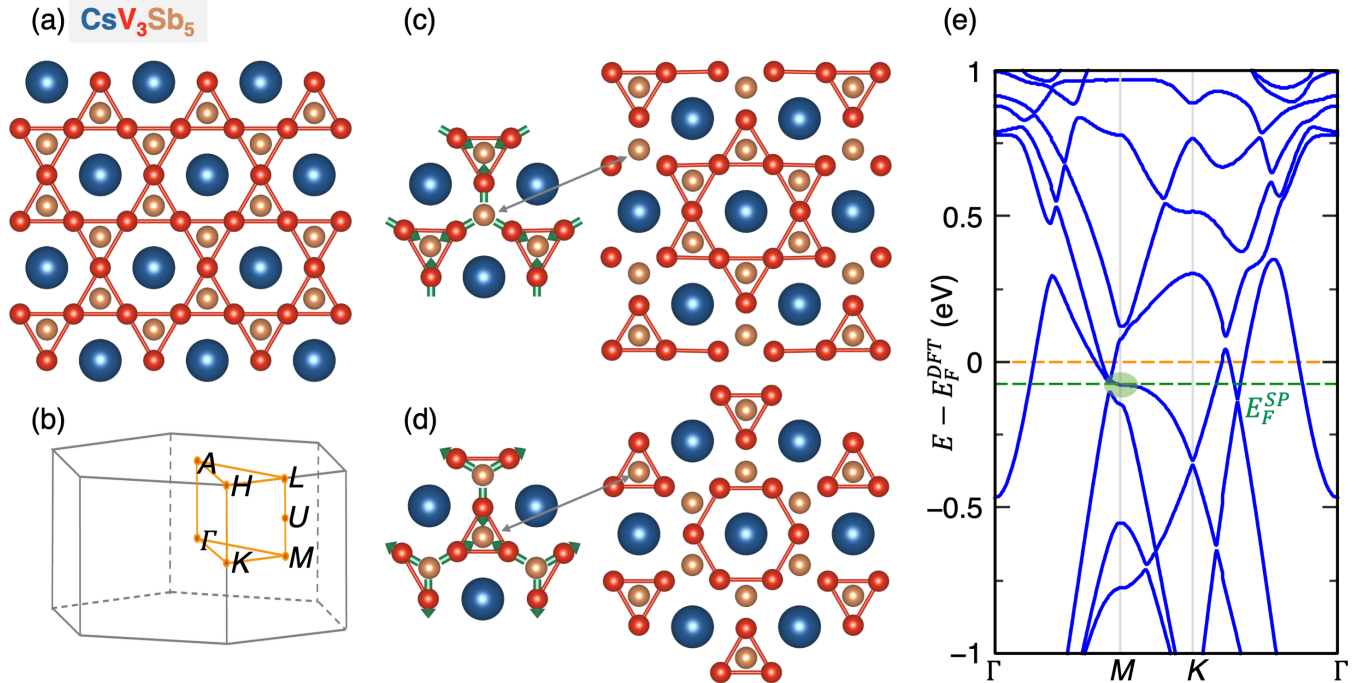 (a) CsV₃Sb₅
(b)
A
H
L
U
Γ
K
M
(c)
(d)
(e)
E − E_F^{DFT} (eV)
1
0.5
0
−0.5
−1
E_F^{SP}
Γ M K Γ